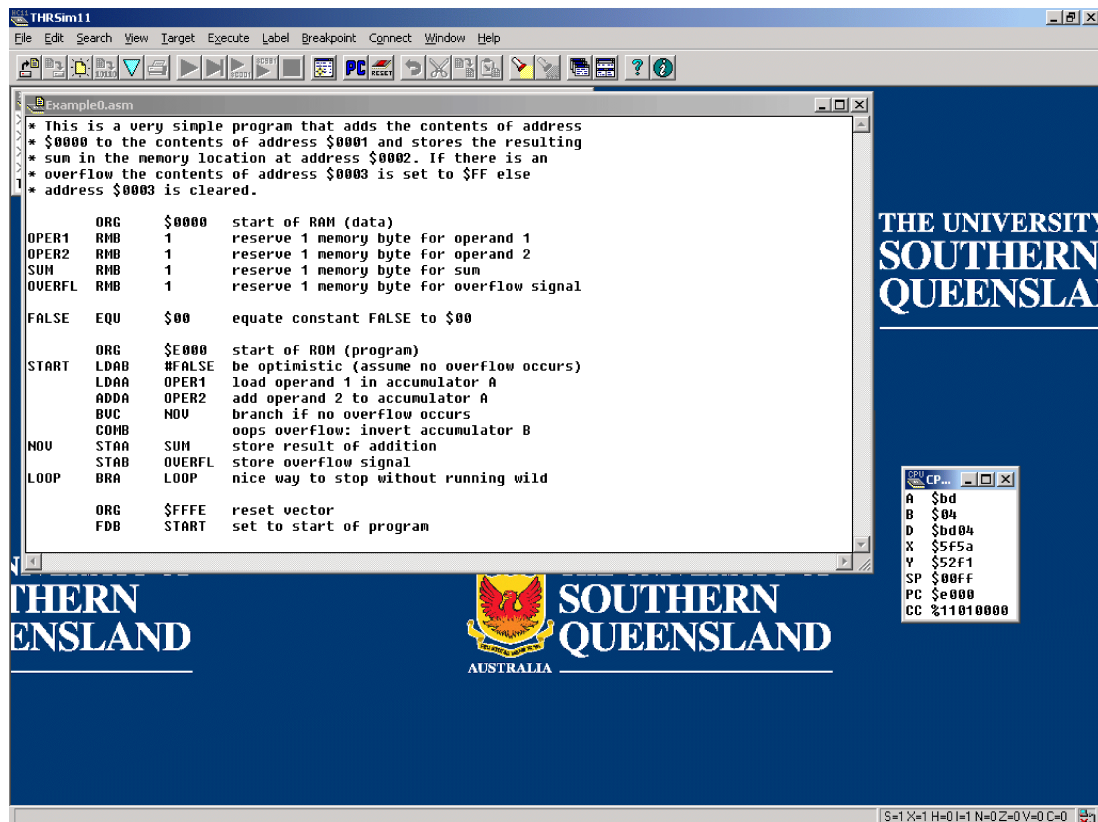 THRSim11
File Edit Search View Target Execute Label Breakpoint Connect Window Help
PC RESET
Example0.asm
* This is a very simple program that adds the contents of address
* $0000 to the contents of address $0001 and stores the resulting
* sum in the memory location at address $0002. If there is an
* overflow the contents of address $0003 is set to $FF else
* address $0003 is cleared.
ORG $0000 start of RAM (data)
OPER1 RMB 1 reserve 1 memory byte for operand 1
OPER2 RMB 1 reserve 1 memory byte for operand 2
SUM RMB 1 reserve 1 memory byte for sum
OVERFL RMB 1 reserve 1 memory byte for overflow signal
FALSE EQU $00 equate constant FALSE to $00
ORG $E000 start of ROM (program)
START LDAB #FALSE be optimistic (assume no overflow occurs)
LDAA OPER1 load operand 1 in accumulator A
ADDA OPER2 add operand 2 to accumulator A
BVC NOV branch if no overflow occurs
COMB oops overflow: invert accumulator B
NOV STAA SUM store result of addition
STAB OVERFL store overflow signal
LOOP BRA LOOP nice way to stop without running wild
ORG $FFFE reset vector
FDB START set to start of program
THE UNIVERSITY
SOUTHERN
QUEENSLA
CP...
A $bd
B $04
D $bd04
X $5f5a
Y $52f1
SP $00ff
PC $e000
CC %11010000
THERN
ENSLAND
SOUTHERN
QUEENSLAND
AUSTRALIA
S=1 X=1 H=0 I=1 N=0 Z=0 V=0 C=0